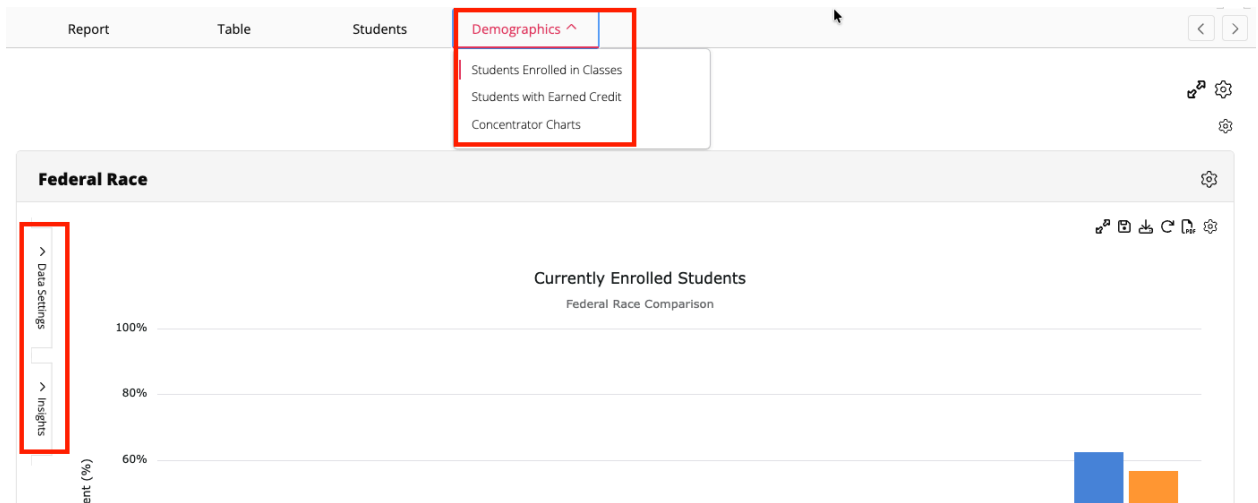 Report Table Students Demographics
Students Enrolled in Classes
Students with Earned Credit
Concentrator Charts
Federal Race
PDF
Data Settings
Insights
Currently Enrolled Students
Federal Race Comparison
100%
80%
60%